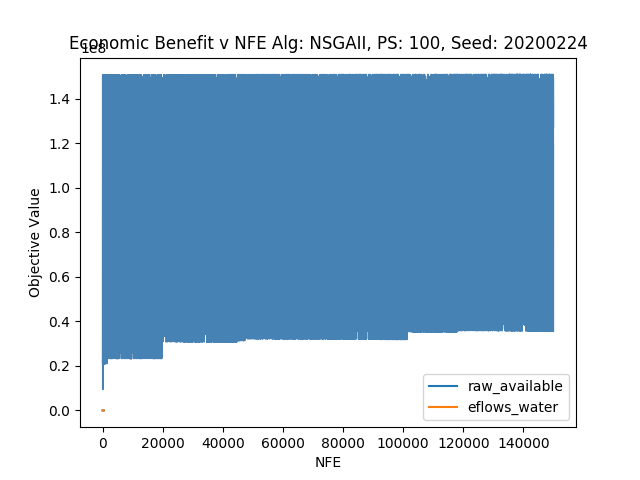 Economic Benefit v NFE Alg: NSGAII, PS: 100, Seed: 20200224
1e8
1.4
1.2
1.0
0.8
0.6
0.4
0.2
0.0
Objective Value
raw_available
eflows_water
0 20000 40000 60000 80000 100000 120000 140000
NFE